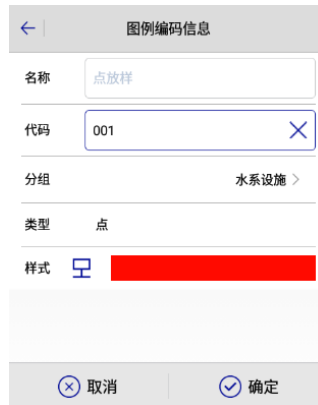 图例编码信息
名称 点放样
代码 001
分组 水系设施
类型 点
样式
取消 确定